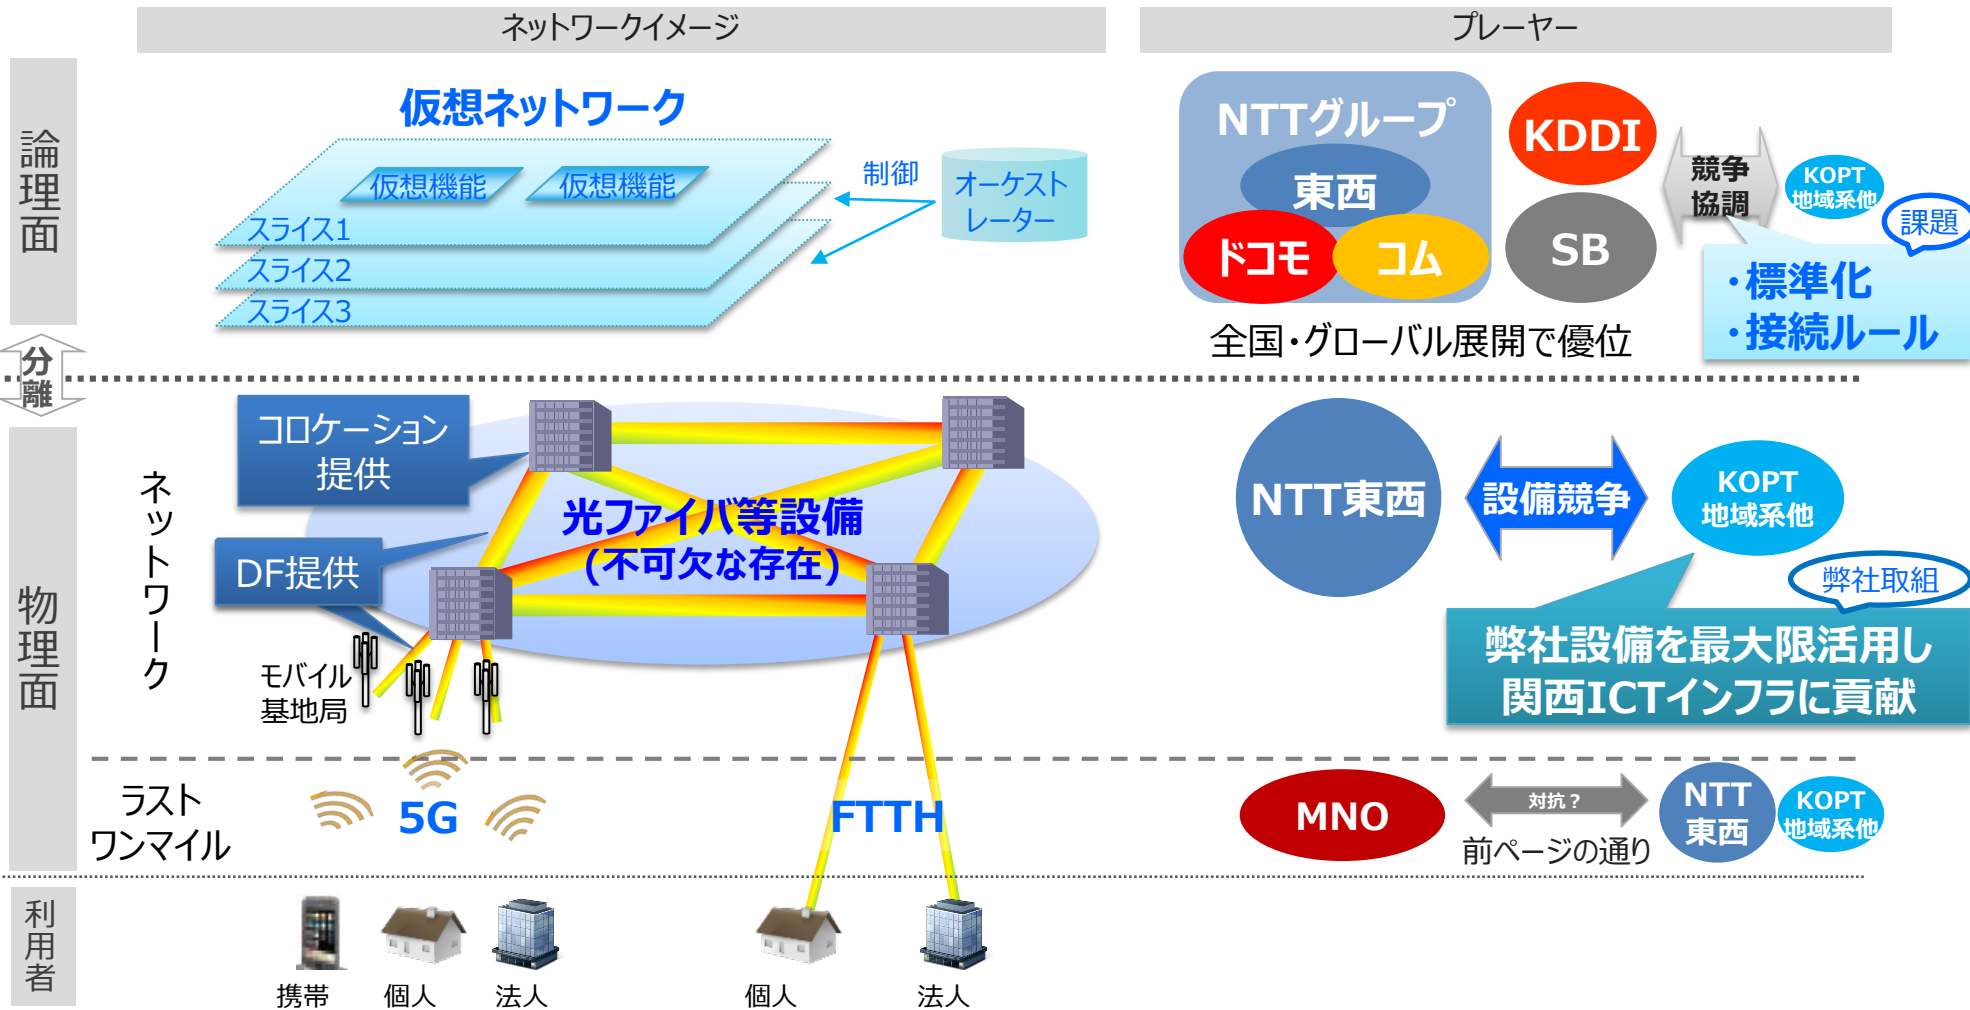 ネットワークイメージ
プレーヤー
論理面
仮想ネットワーク
仮想機能
仮想機能
スライス1
スライス2
スライス3
制御
オーケスト
レーター
NTTグループ
東西
ドコモ
コム
KDDI
SB
競争
協調
KOPT
地域系他
課題
・標準化
・接続ルール
全国・グローバル展開で優位
分離
物理面
ネットワーク
コロケーション
提供
DF提供
光ファイバ等設備
(不可欠な存在)
モバイル
基地局
NTT東西
設備競争
KOPT
地域系他
弊社取組
弊社設備を最大限活用し
関西ICTインフラに貢献
ラスト
ワンマイル
5G
FTTH
MNO
対抗？
前ページの通り
NTT
東西
KOPT
地域系他
利用者
携帯
個人
法人
個人
法人